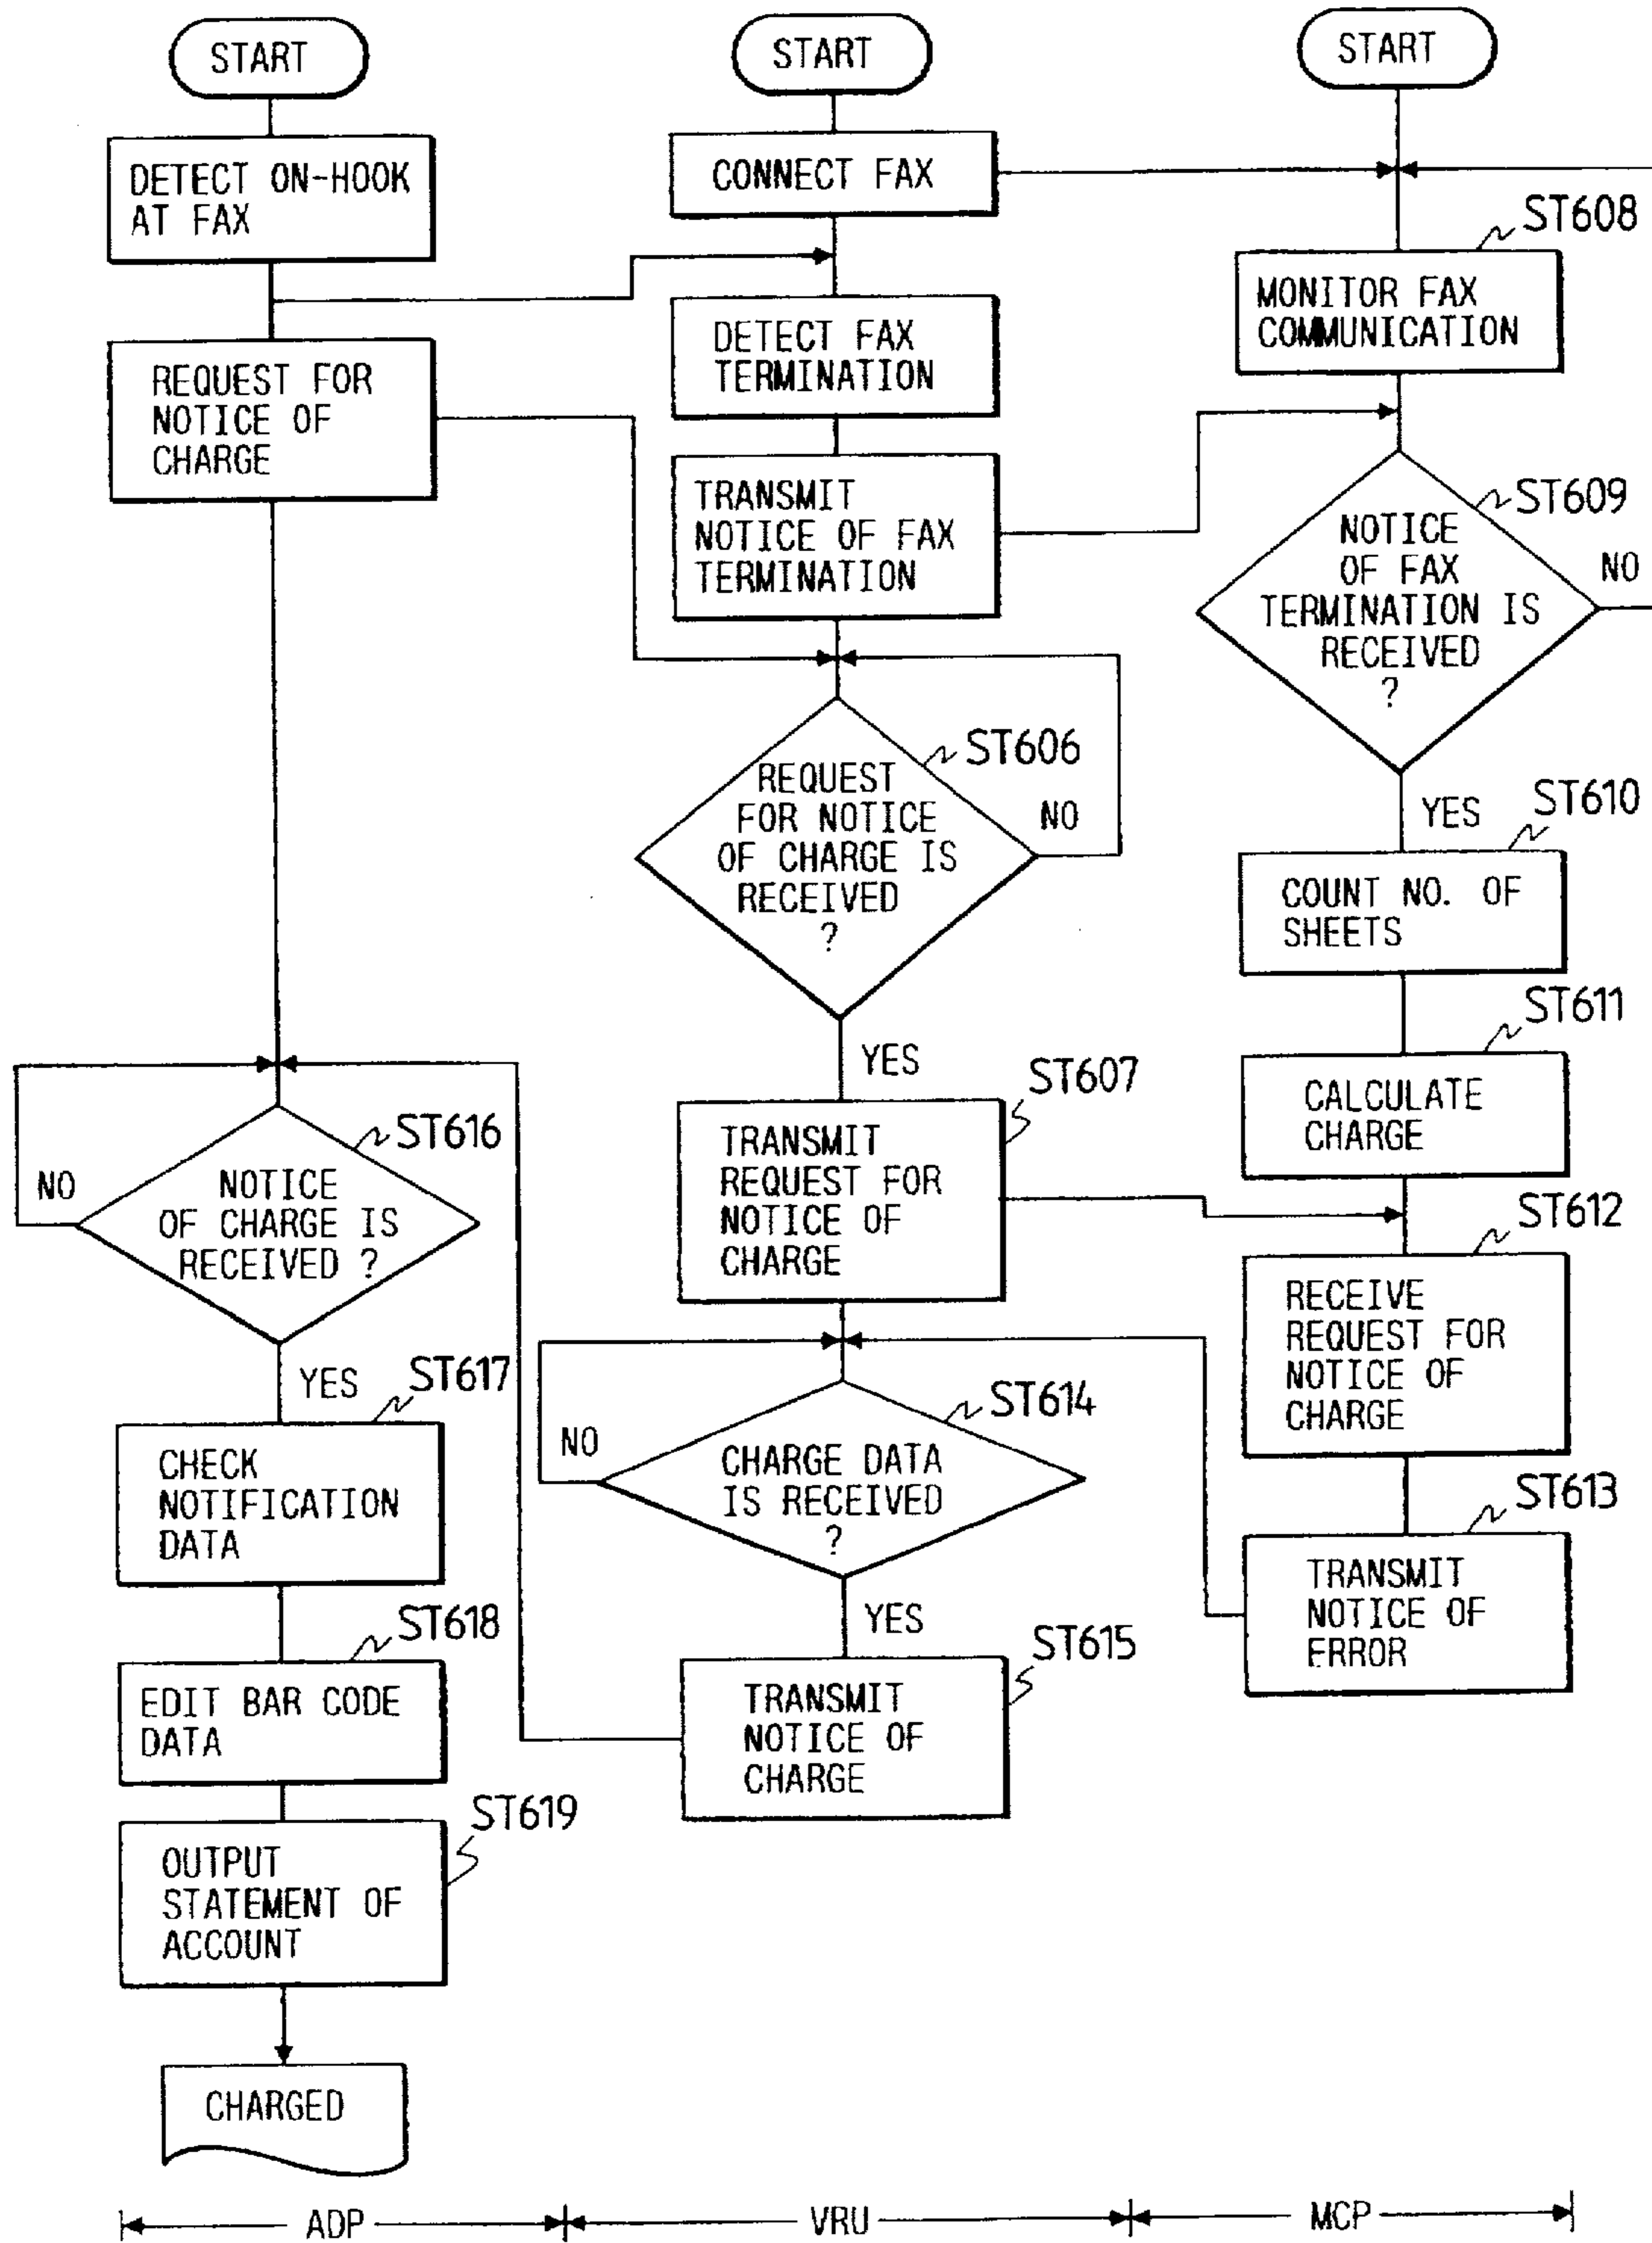 START
DETECT ON-HOOK
AT FAX
REQUEST FOR
NOTICE OF
CHARGE
ST616
NOTICE
OF CHARGE IS
RECEIVED ?
NO
YES
ST617
CHECK
NOTIFICATION
DATA
ST618
EDIT BAR CODE
DATA
ST619
OUTPUT
STATEMENT OF
ACCOUNT
CHARGED
START
CONNECT FAX
DETECT FAX
TERMINATION
TRANSMIT
NOTICE OF FAX
TERMINATION
ST606
REQUEST
FOR NOTICE
OF CHARGE IS
RECEIVED
?
NO
YES
ST607
TRANSMIT
REQUEST FOR
NOTICE OF
CHARGE
ST614
CHARGE DATA
IS RECEIVED
?
NO
YES
ST615
TRANSMIT
NOTICE OF
CHARGE
START
ST608
MONITOR FAX
COMMUNICATION
ST609
NOTICE
OF FAX
TERMINATION IS
RECEIVED
?
NO
YES
ST610
COUNT NO. OF
SHEETS
ST611
CALCULATE
CHARGE
ST612
RECEIVE
REQUEST FOR
NOTICE OF
CHARGE
ST613
TRANSMIT
NOTICE OF
ERROR
ADP
VRU
MCP